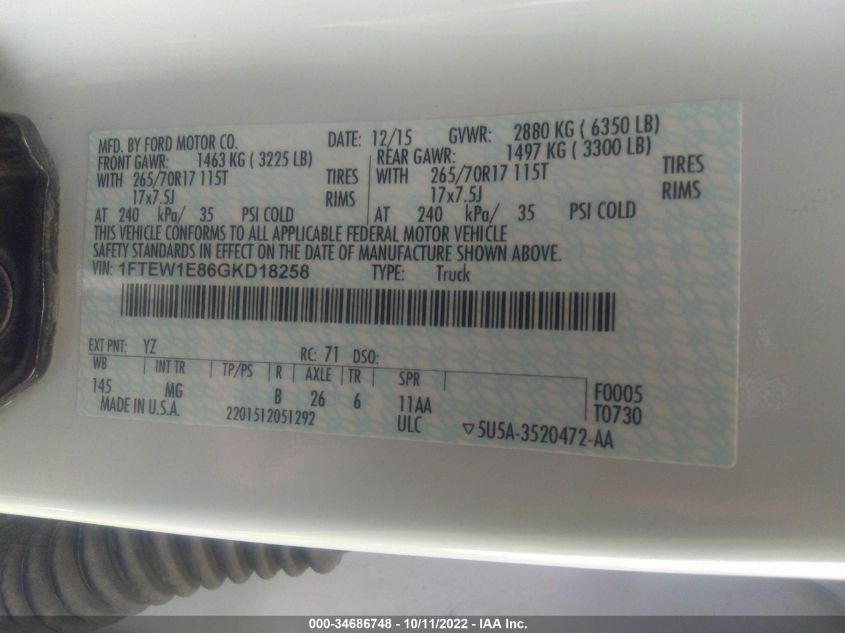 MFD. BY FORD MOTOR CO. DATE: 12/15 GVWR: 2880 KG ( 6350 LB)
FRONT GAWR: 1463 KG ( 3225 LB) REAR GAWR: 1497 KG ( 3300 LB)
WITH 265/70R17 115T TIRES WITH 265/70R17 115T TIRES
17x7.5J RIMS 17x7.5J RIMS
AT 240 kPa/ 35 PSI COLD AT 240 kPa/ 35 PSI COLD
THIS VEHICLE CONFORMS TO ALL APPLICABLE FEDERAL MOTOR VEHICLE
SAFETY STANDARDS IN EFFECT ON THE DATE OF MANUFACTURE SHOWN ABOVE.
VIN: 1FTEW1E86GKD18258 TYPE: Truck
EXT PNT: YZ RC: 71 DSO:
WB INT TR TP/PS R AXLE TR SPR
145 MG B 26 6 11AA F0005
MADE IN U.S.A. 2201512051292 ULC T0730
▽5U5A-3520472-AA
000-34686748 - 10/11/2022 - IAA Inc.